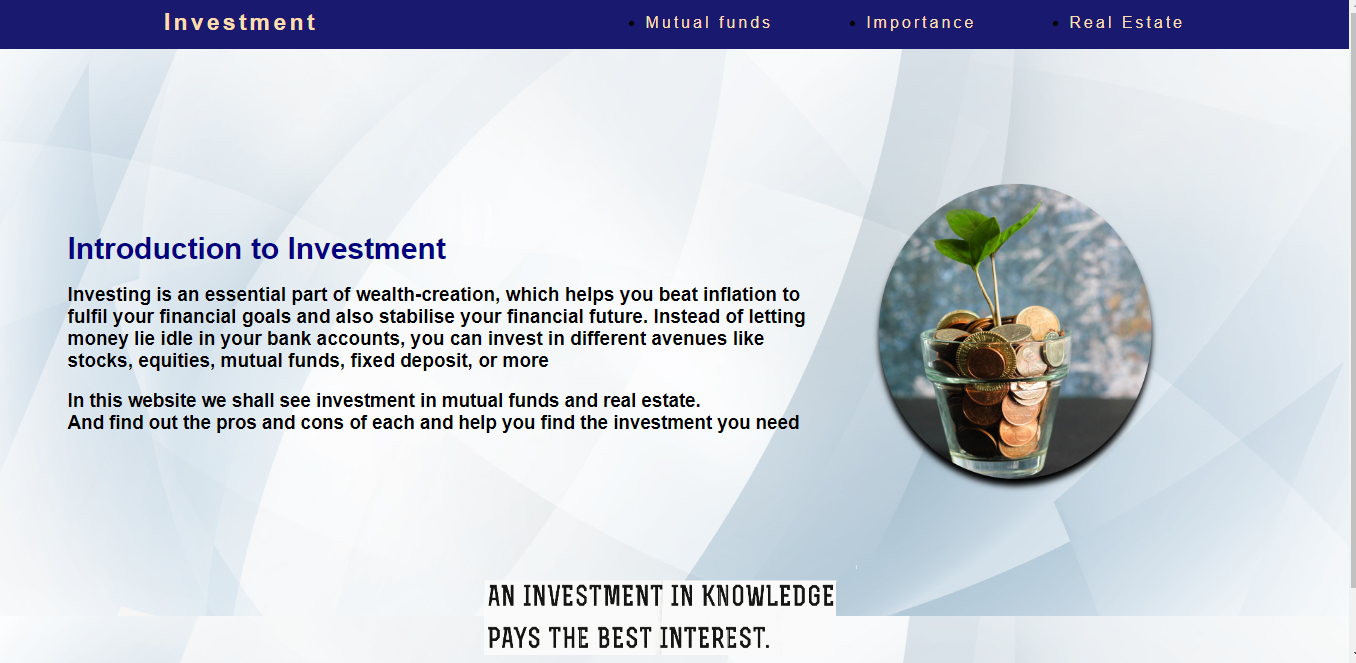 Investment
Mutual funds
Importance
Real Estate
Introduction to Investment
Investing is an essential part of wealth-creation, which helps you beat inflation to
fulfil your financial goals and also stabilise your financial future. Instead of letting
money lie idle in your bank accounts, you can invest in different avenues like
stocks, equities, mutual funds, fixed deposit, or more
In this website we shall see investment in mutual funds and real estate.
And find out the pros and cons of each and help you find the investment you need
AN INVESTMENT IN KNOWLEDGE
PAYS THE BEST INTEREST.